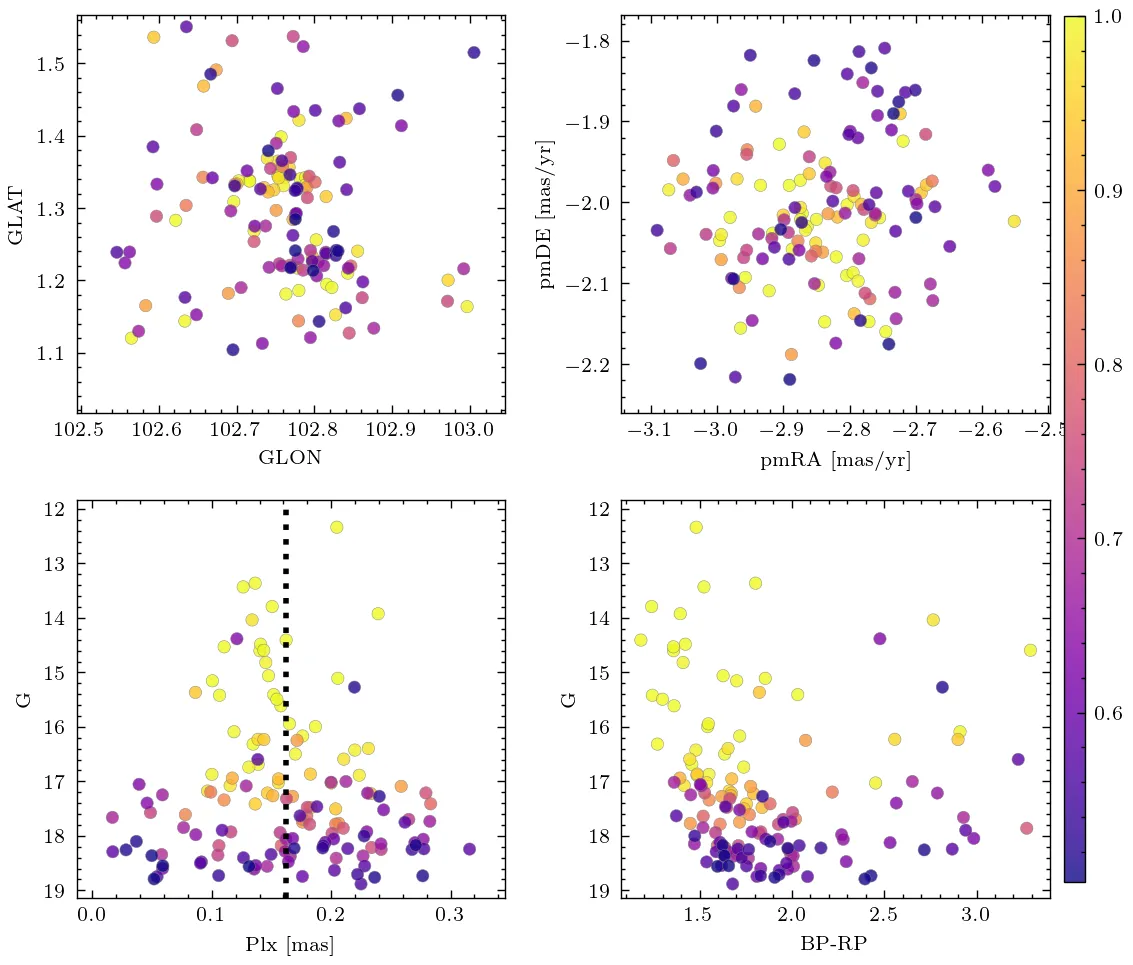 1.5
1.4
1.3
1.2
1.1
GLAT
102.5 102.6 102.7 102.8 102.9 103.0
GLON
−1.8
−1.9
−2.0
−2.1
−2.2
pmDE [mas/yr]
−3.1 −3.0 −2.9 −2.8 −2.7 −2.6 −2.5
pmRA [mas/yr]
1.0
0.9
0.8
0.7
0.6
12
13
14
15
16
17
18
19
G
0.0 0.1 0.2 0.3
Plx [mas]
12
13
14
15
16
17
18
19
G
1.5 2.0 2.5 3.0
BP-RP